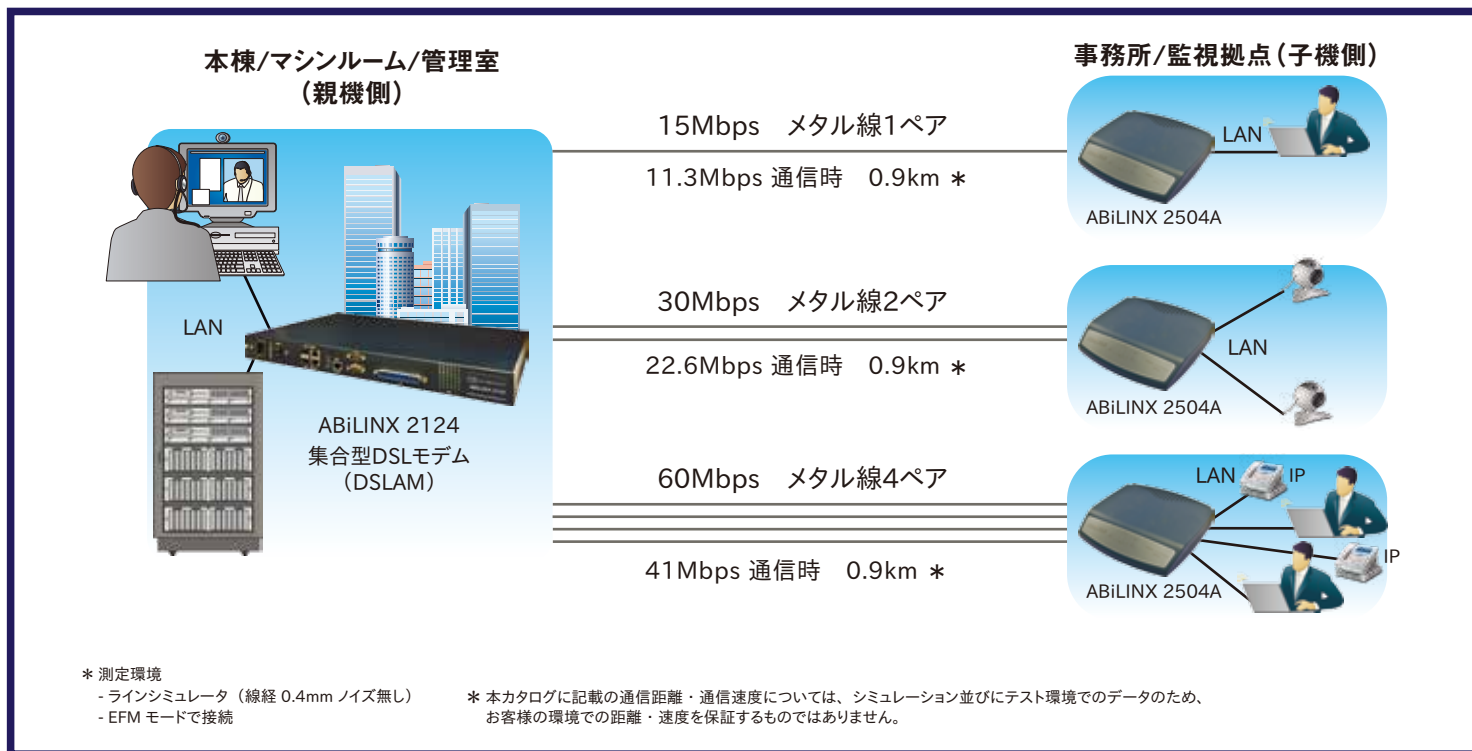 本棟/マシンルーム/管理室
(親機側)
LAN
ABiLINX 2124
集合型DSLモデム
(DSLAM)
15Mbps　メタル線1ペア
11.3Mbps 通信時　0.9km ＊
30Mbps　メタル線2ペア
22.6Mbps 通信時　0.9km ＊
60Mbps　メタル線4ペア
41Mbps 通信時　0.9km ＊
事務所/監視拠点(子機側)
LAN
ABiLINX 2504A
LAN
ABiLINX 2504A
LAN
IP
IP
ABiLINX 2504A
＊ 測定環境
- ラインシミュレータ（線経 0.4mm ノイズ無し）
- EFM モードで接続
＊ 本カタログに記載の通信距離・通信速度については、シミュレーション並びにテスト環境でのデータのため、
お客様の環境での距離・速度を保証するものではありません。